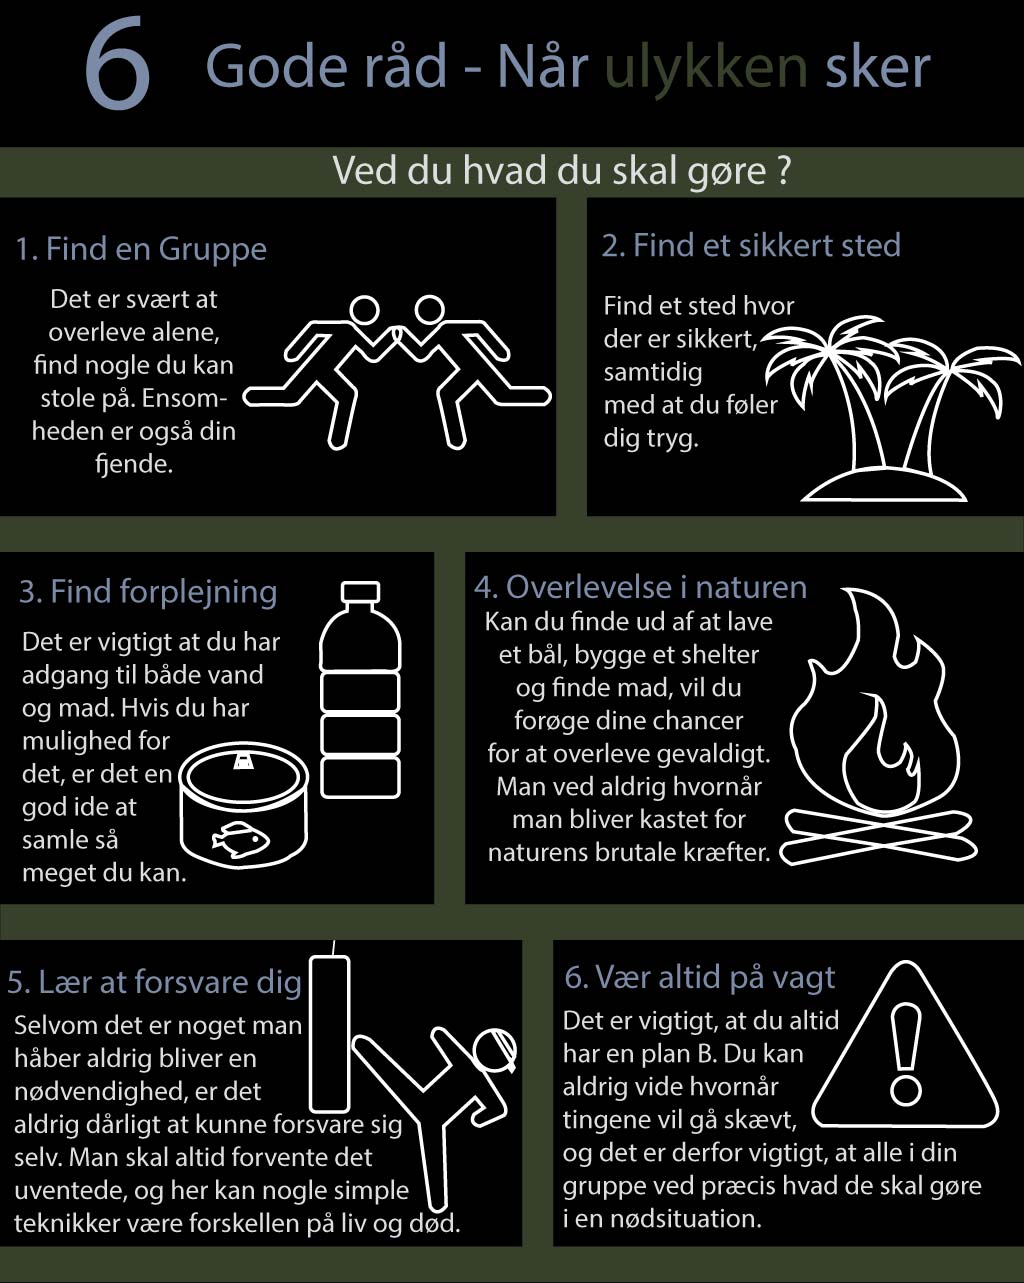 6 Gode råd - Når ulykken sker
Ved du hvad du skal gøre ?
1. Find en Gruppe
Det er svært at
overleve alene,
find nogle du kan
stole på. Ensom-
heden er også din
fjende.
2. Find et sikkert sted
Find et sted hvor
der er sikkert,
samtidig
med at du føler
dig tryg.
3. Find forplejning
Det er vigtigt at du har
adgang til både vand
og mad. Hvis du har
mulighed for
det, er det en
god ide at
samle så
meget du kan.
4. Overlevelse i naturen
Kan du finde ud af at lave
et bål, bygge et shelter
og finde mad, vil du
forøge dine chancer
for at overleve gevaldigt.
Man ved aldrig hvornår
man bliver kastet for
naturens brutale kræfter.
5. Lær at forsvare dig
Selvom det er noget man
håber aldrig bliver en
nødvendighed, er det
aldrig dårligt at kunne forsvare sig
selv. Man skal altid forvente det
uventede, og her kan nogle simple
teknikker være forskellen på liv og død.
6. Vær altid på vagt
Det er vigtigt, at du altid
har en plan B. Du kan
aldrig vide hvornår
tingene vil gå skævt,
og det er derfor vigtigt, at alle i din
gruppe ved præcis hvad de skal gøre
i en nødsituation.